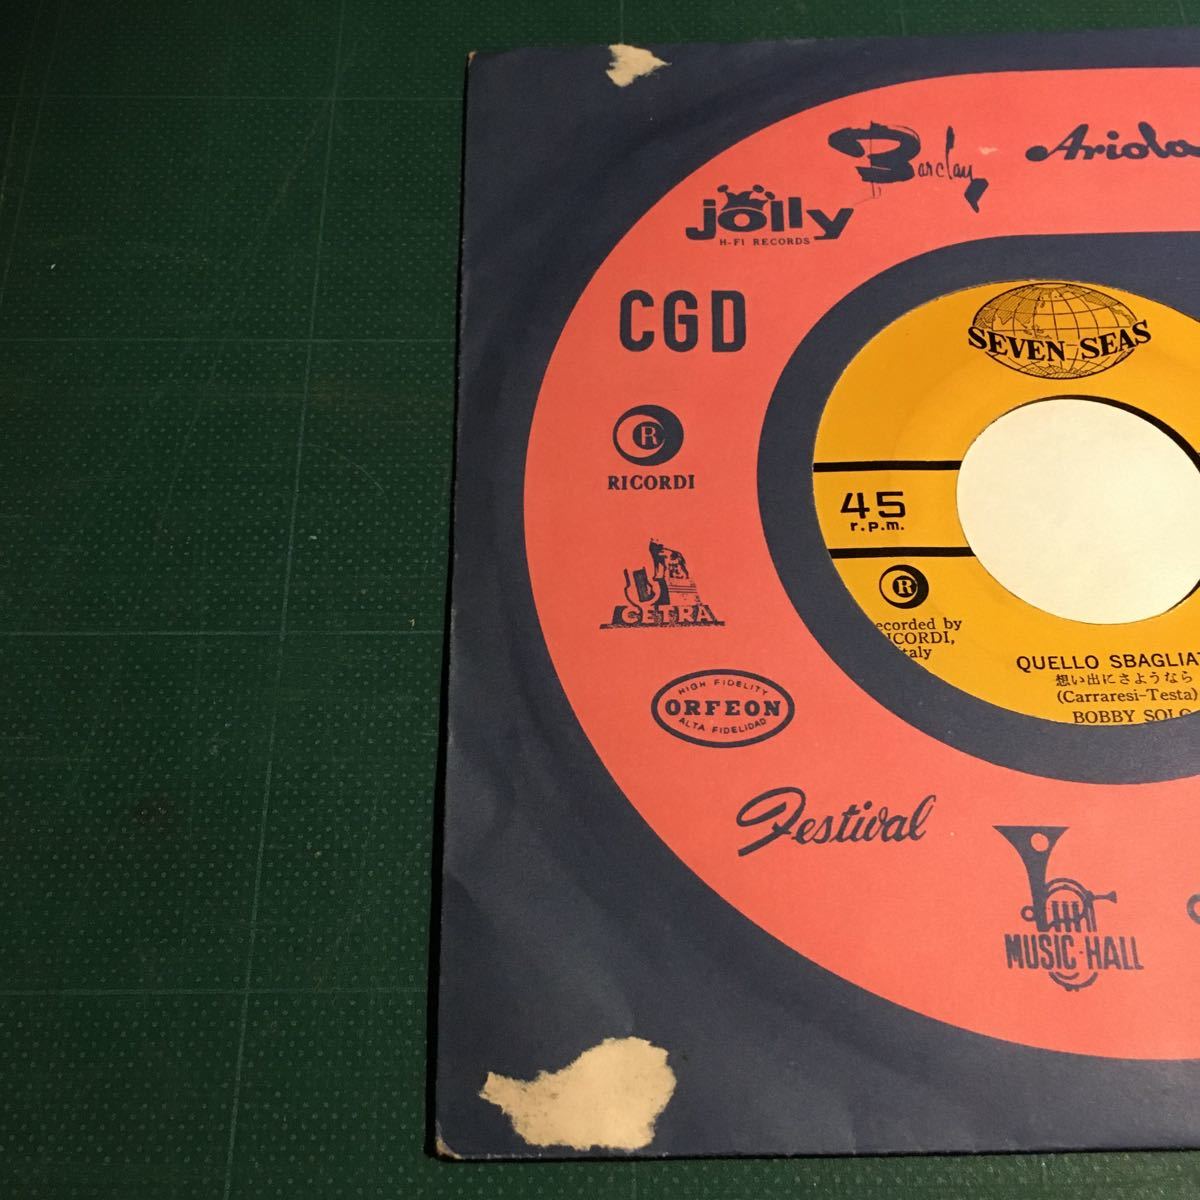 Barclay
Ariola
jolly
H-FI RECORDS
CGD
SEVEN SEAS
R
RICORDI
45
r.p.m.
R
CETRA
ecorded by
ICORDI,
taly
QUELLO SBAGLIAT
想い出にさようなら
(Carraresi-Testa)
BOBBY SOLO
HIGH FIDELITY
ORFEON
ALTA FIDELIDAD
Festival
MUSIC-HALL